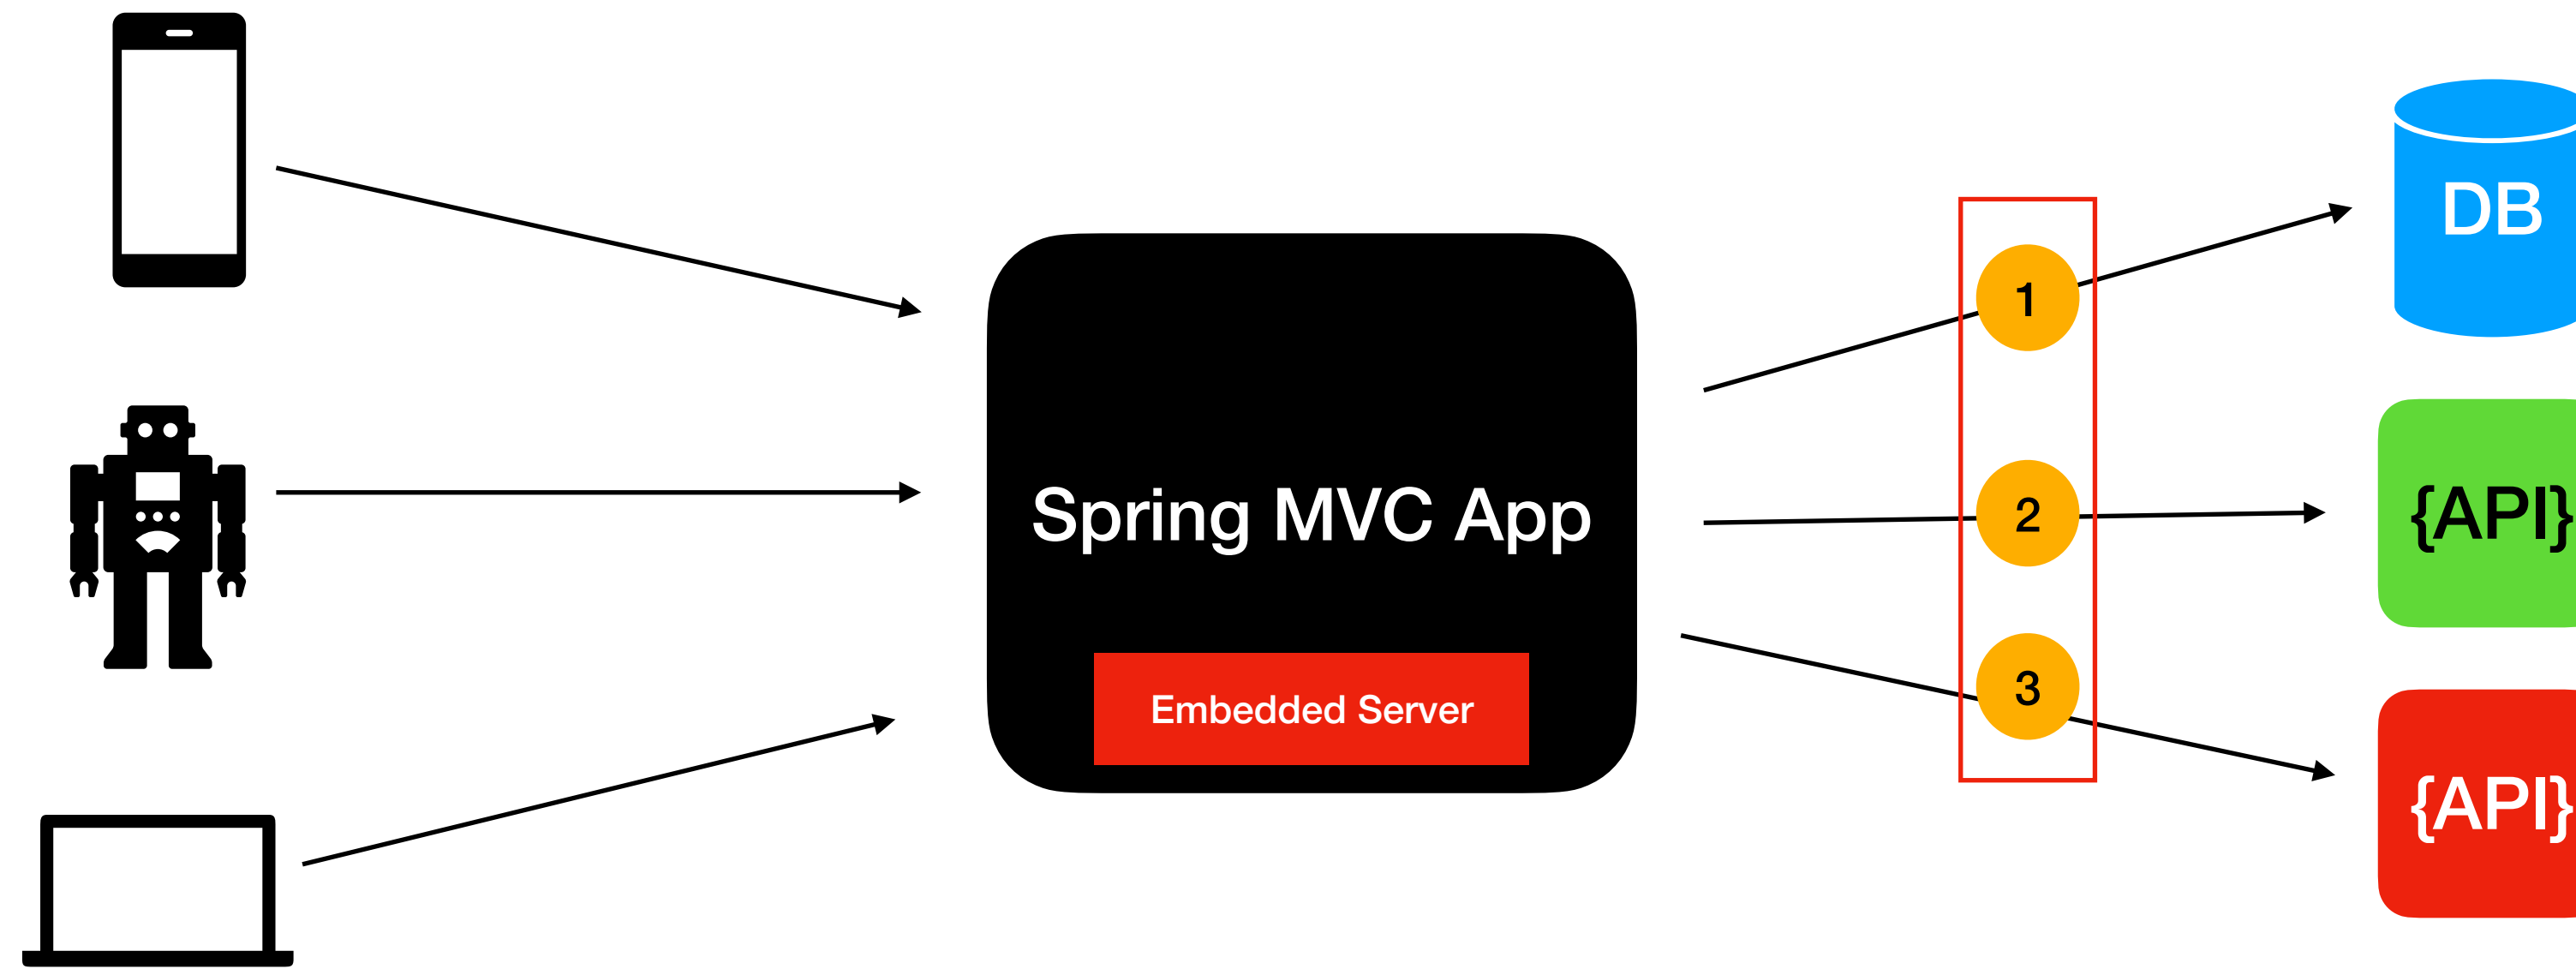 Spring MVC App
Embedded Server
1
2
3
DB
{API}
{API}